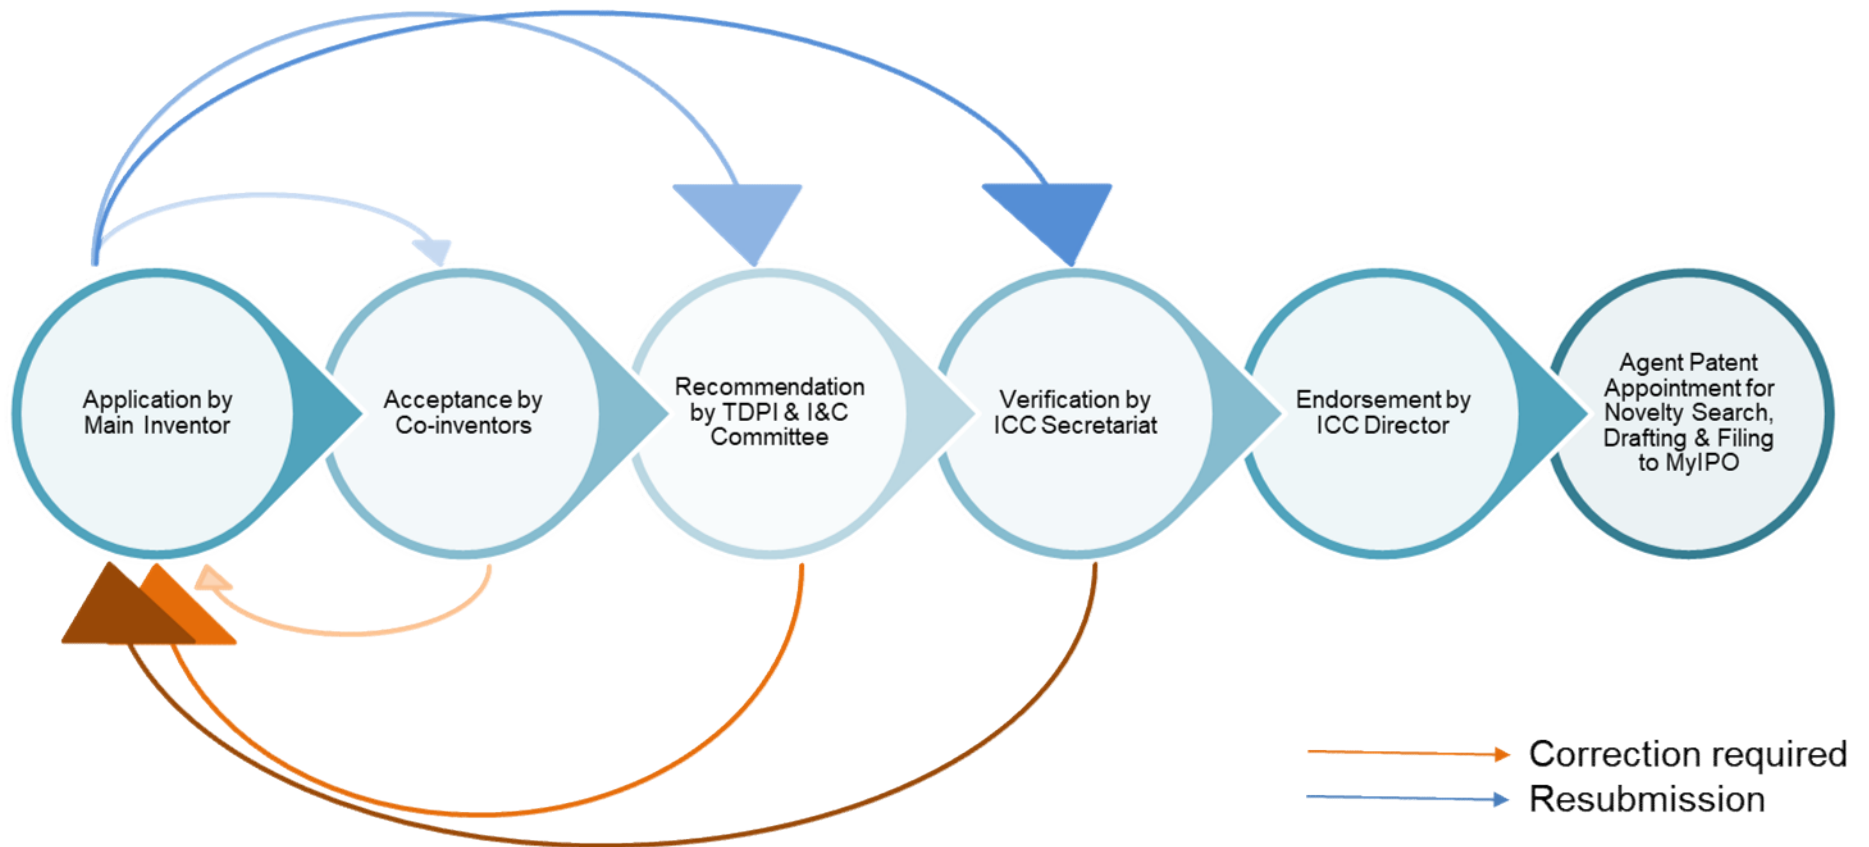 Application by
Main Inventor
Acceptance by
Co-inventors
Recommendation
by TDPI & I&C
Committee
Verification by
ICC Secretariat
Endorsement by
ICC Director
Agent Patent
Appointment for
Novelty Search,
Drafting & Filing
to MyIPO
Correction required
Resubmission